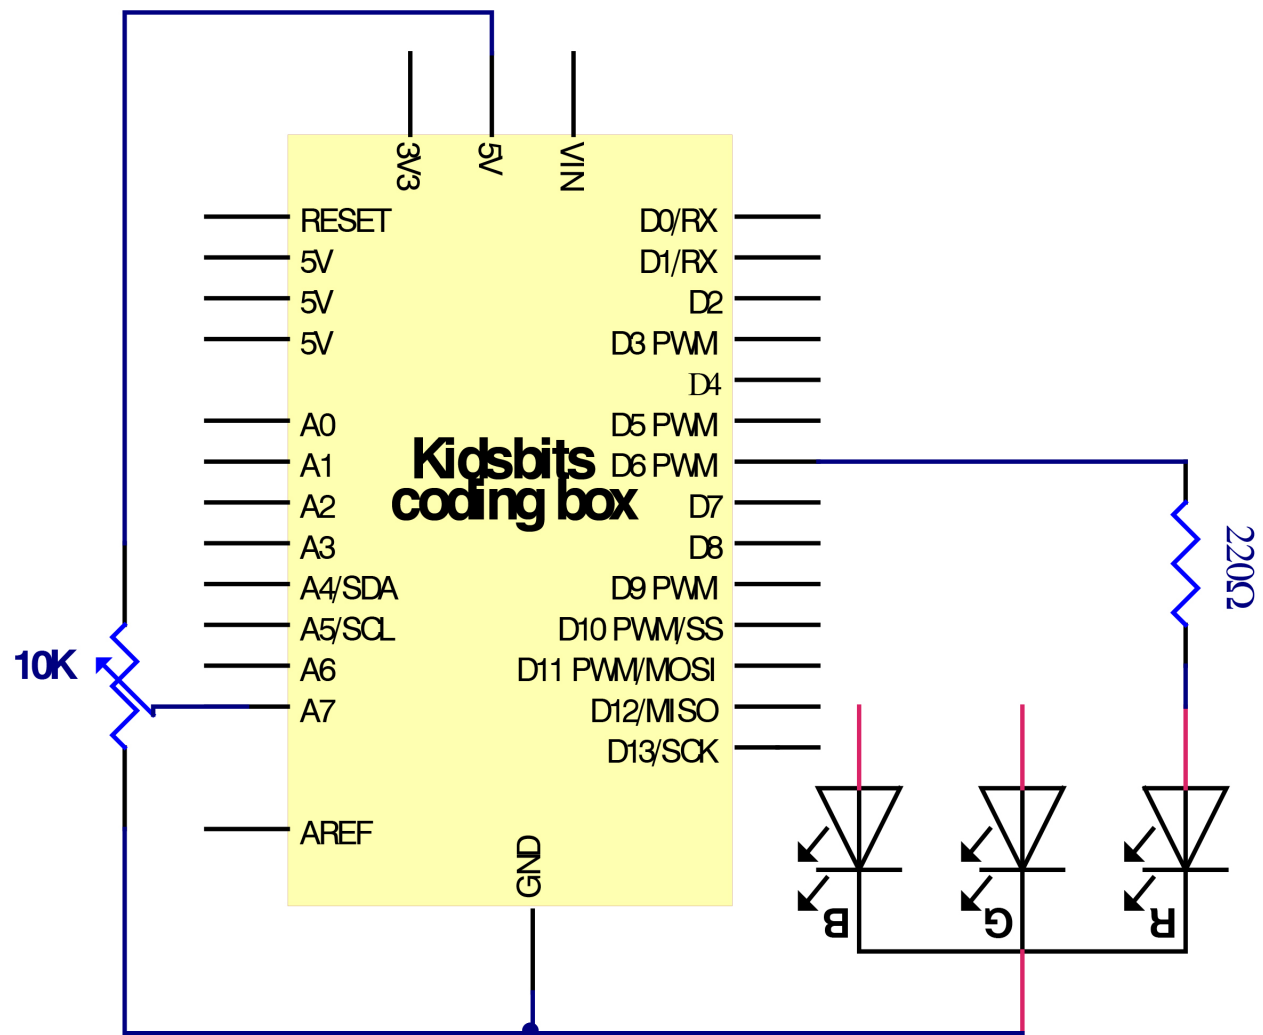 3V3
5V
VIN
RESET
5V
5V
5V
A0
A1
A2
A3
A4/SDA
A5/SCL
A6
A7
AREF
Kidsbits
coding box
D0/RX
D1/RX
D2
D3 PWM
D4
D5 PWM
D6 PWM
D7
D8
D9 PWM
D10 PWM/SS
D11 PWM/MOSI
D12/MISO
D13/SCK
GND
10K
220Ω
B
G
R